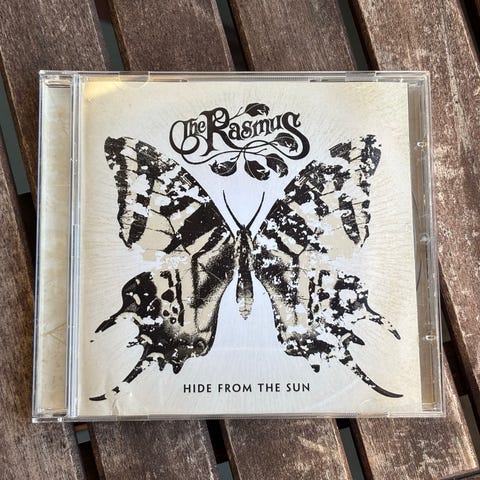 The Rasmus
HIDE FROM THE SUN